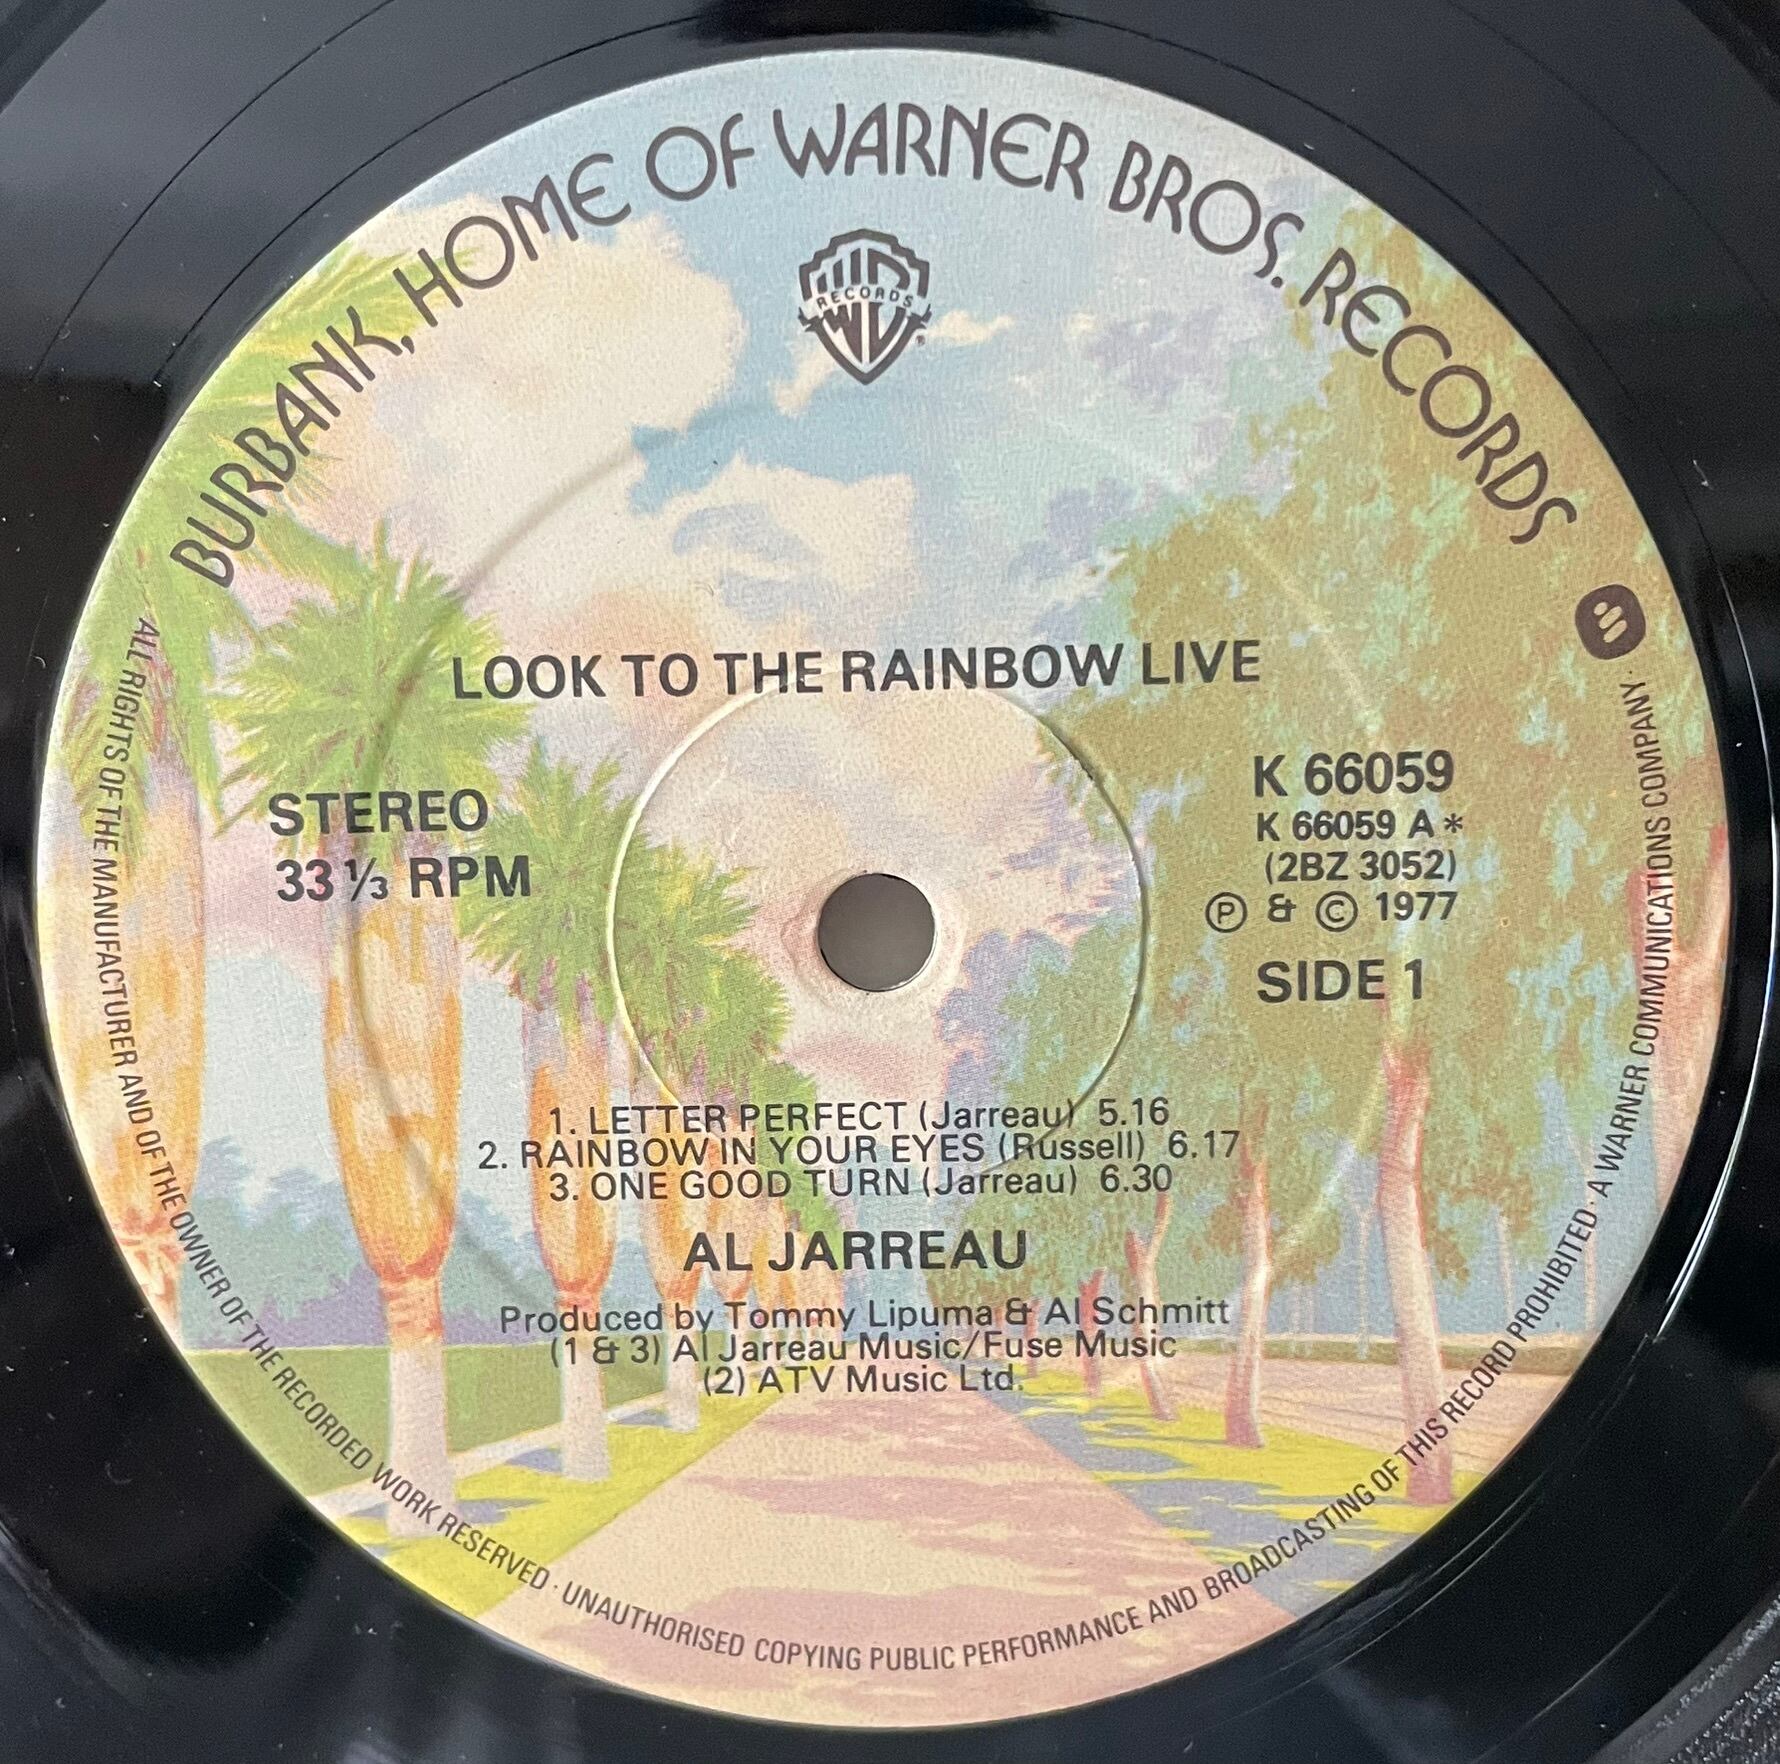 BURBANK, HOME OF WARNER BROS. RECORDS
RECORDS
LOOK TO THE RAINBOW LIVE
STEREO
33 ⅓ RPM
K 66059
K 66059 A*
(2BZ 3052)
℗ & © 1977
SIDE 1
1. LETTER PERFECT (Jarreau) 5.16
2. RAINBOW IN YOUR EYES (Russell) 6.17
3. ONE GOOD TURN (Jarreau) 6.30
AL JARREAU
Produced by Tommy Lipuma & Al Schmitt
(1 & 3) Al Jarreau Music/Fuse Music
(2) ATV Music Ltd.
ALL RIGHTS OF THE MANUFACTURER AND OF THE OWNER OF THE RECORDED WORK RESERVED · UNAUTHORISED COPYING PUBLIC PERFORMANCE AND BROADCASTING OF THIS RECORD PROHIBITED · A WARNER COMMUNICATIONS COMPANY ·